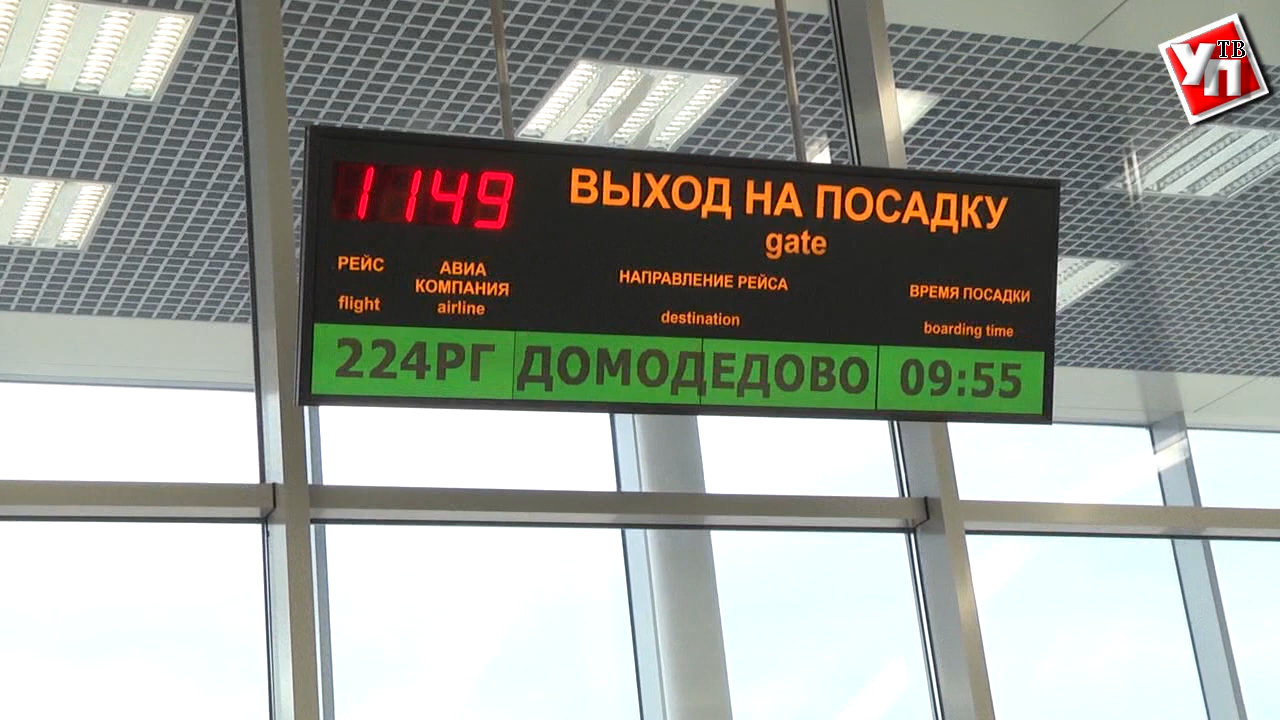 УП ТВ
1149
ВЫХОД НА ПОСАДКУ
gate
РЕЙС
flight
АВИА
КОМПАНИЯ
airline
НАПРАВЛЕНИЕ РЕЙСА
destination
ВРЕМЯ ПОСАДКИ
boarding time
224РГ ДОМОДЕДОВО 09:55